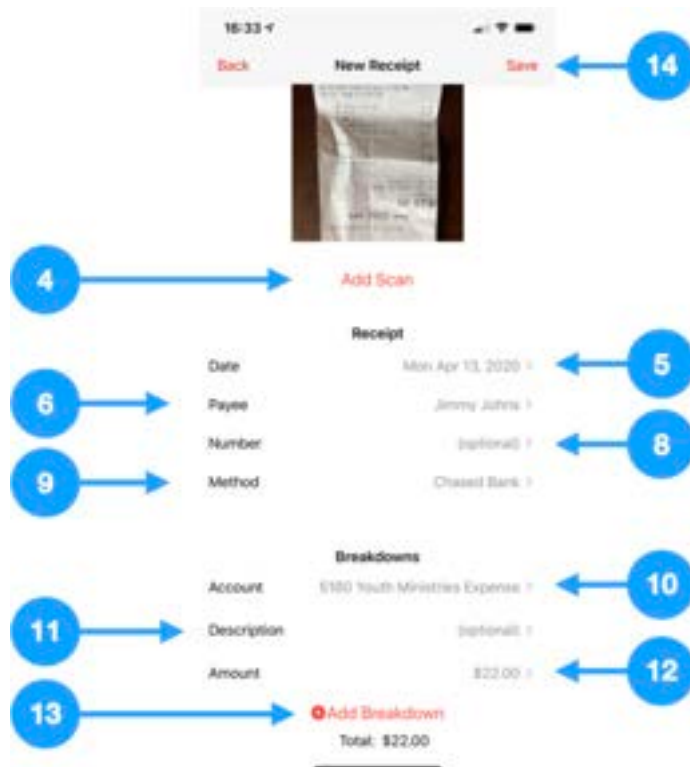 16:33
Back New Receipt Save 14
4 Add Scan
Receipt
Date Mon Apr 13, 2020 5
6 Payee Jimmy Johns
Number (optional) 8
9 Method Chased Bank
Breakdowns
Account 5180 Youth Ministries Expense 10
11 Description (optional)
Amount $22.00 12
13 Add Breakdown
Total: $22.00